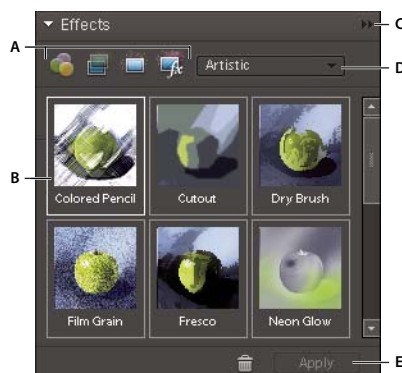 Effects
C
A
Artistic
D
B
Colored Pencil
Cutout
Dry Brush
Film Grain
Fresco
Neon Glow
Apply
E